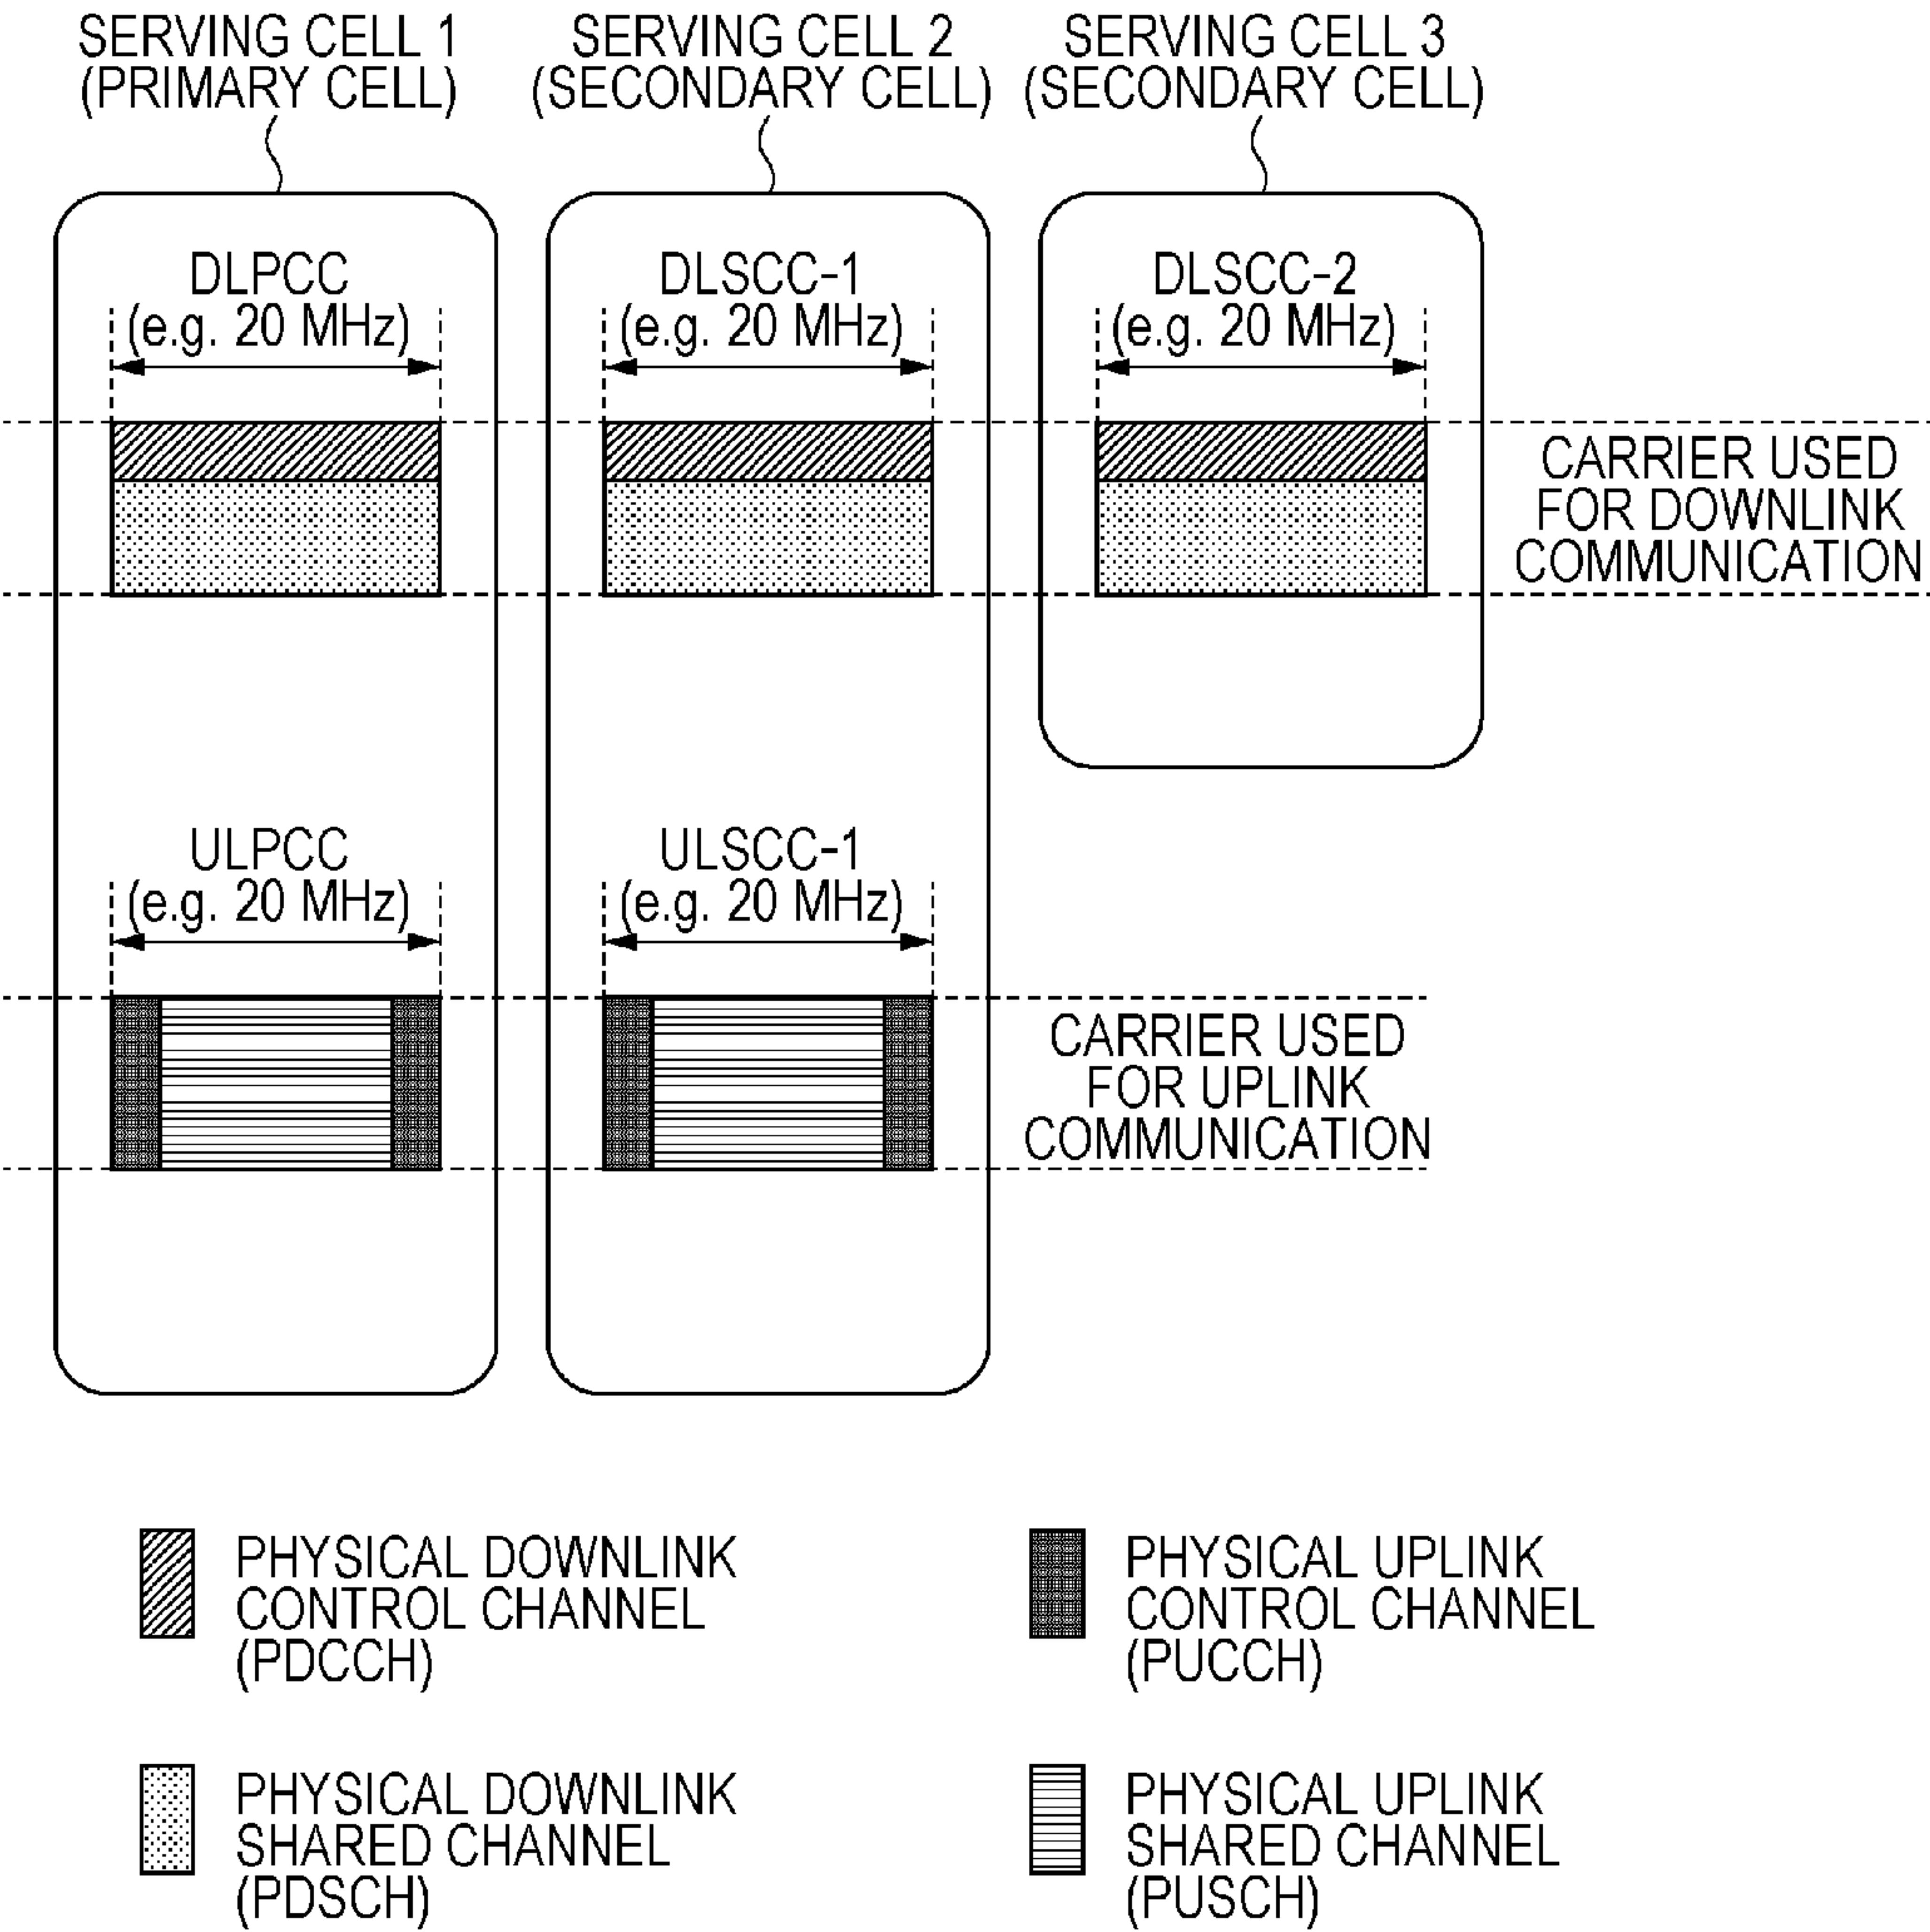 SERVING CELL 1
(PRIMARY CELL)
SERVING CELL 2
(SECONDARY CELL)
SERVING CELL 3
(SECONDARY CELL)
DLPCC
(e.g. 20 MHz)
DLSCC-1
(e.g. 20 MHz)
DLSCC-2
(e.g. 20 MHz)
CARRIER USED
FOR DOWNLINK
COMMUNICATION
ULPCC
(e.g. 20 MHz)
ULSCC-1
(e.g. 20 MHz)
CARRIER USED
FOR UPLINK
COMMUNICATION
PHYSICAL DOWNLINK
CONTROL CHANNEL
(PDCCH)
PHYSICAL UPLINK
CONTROL CHANNEL
(PUCCH)
PHYSICAL DOWNLINK
SHARED CHANNEL
(PDSCH)
PHYSICAL UPLINK
SHARED CHANNEL
(PUSCH)